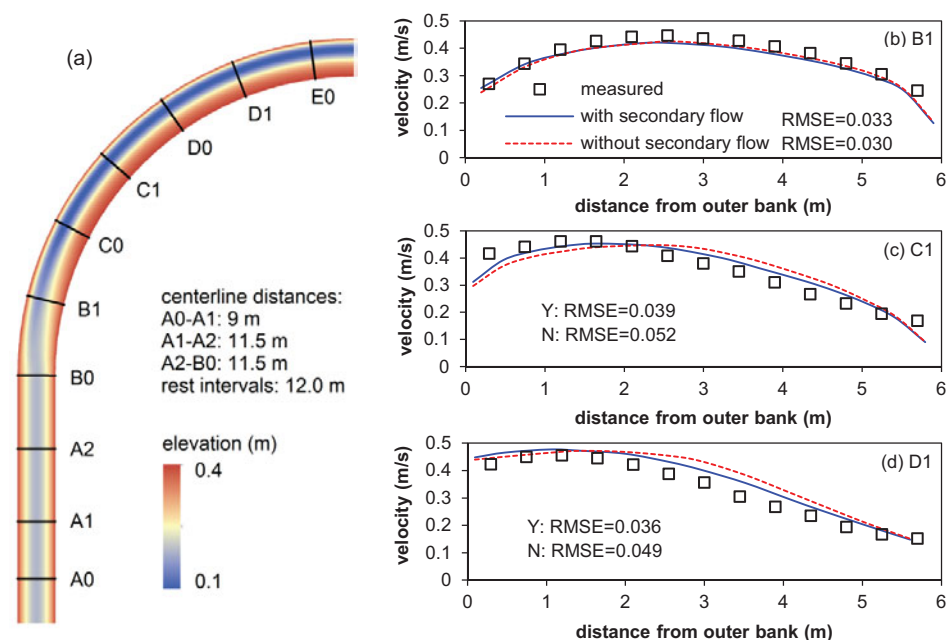 (a)
E0
D1
D0
C1
C0
B1
B0
A2
A1
A0
centerline distances:
A0-A1: 9 m
A1-A2: 11.5 m
A2-B0: 11.5 m
rest intervals: 12.0 m
elevation (m)
0.4
0.1
(b) B1
velocity (m/s)
0.5
0.4
0.3
0.2
0.1
0
measured
with secondary flow
RMSE=0.033
without secondary flow
RMSE=0.030
0 1 2 3 4 5 6
distance from outer bank (m)
(c) C1
velocity (m/s)
0.5
0.4
0.3
0.2
0.1
0
Y: RMSE=0.039
N: RMSE=0.052
0 1 2 3 4 5 6
distance from outer bank (m)
(d) D1
velocity (m/s)
0.5
0.4
0.3
0.2
0.1
0
Y: RMSE=0.036
N: RMSE=0.049
0 1 2 3 4 5 6
distance from outer bank (m)